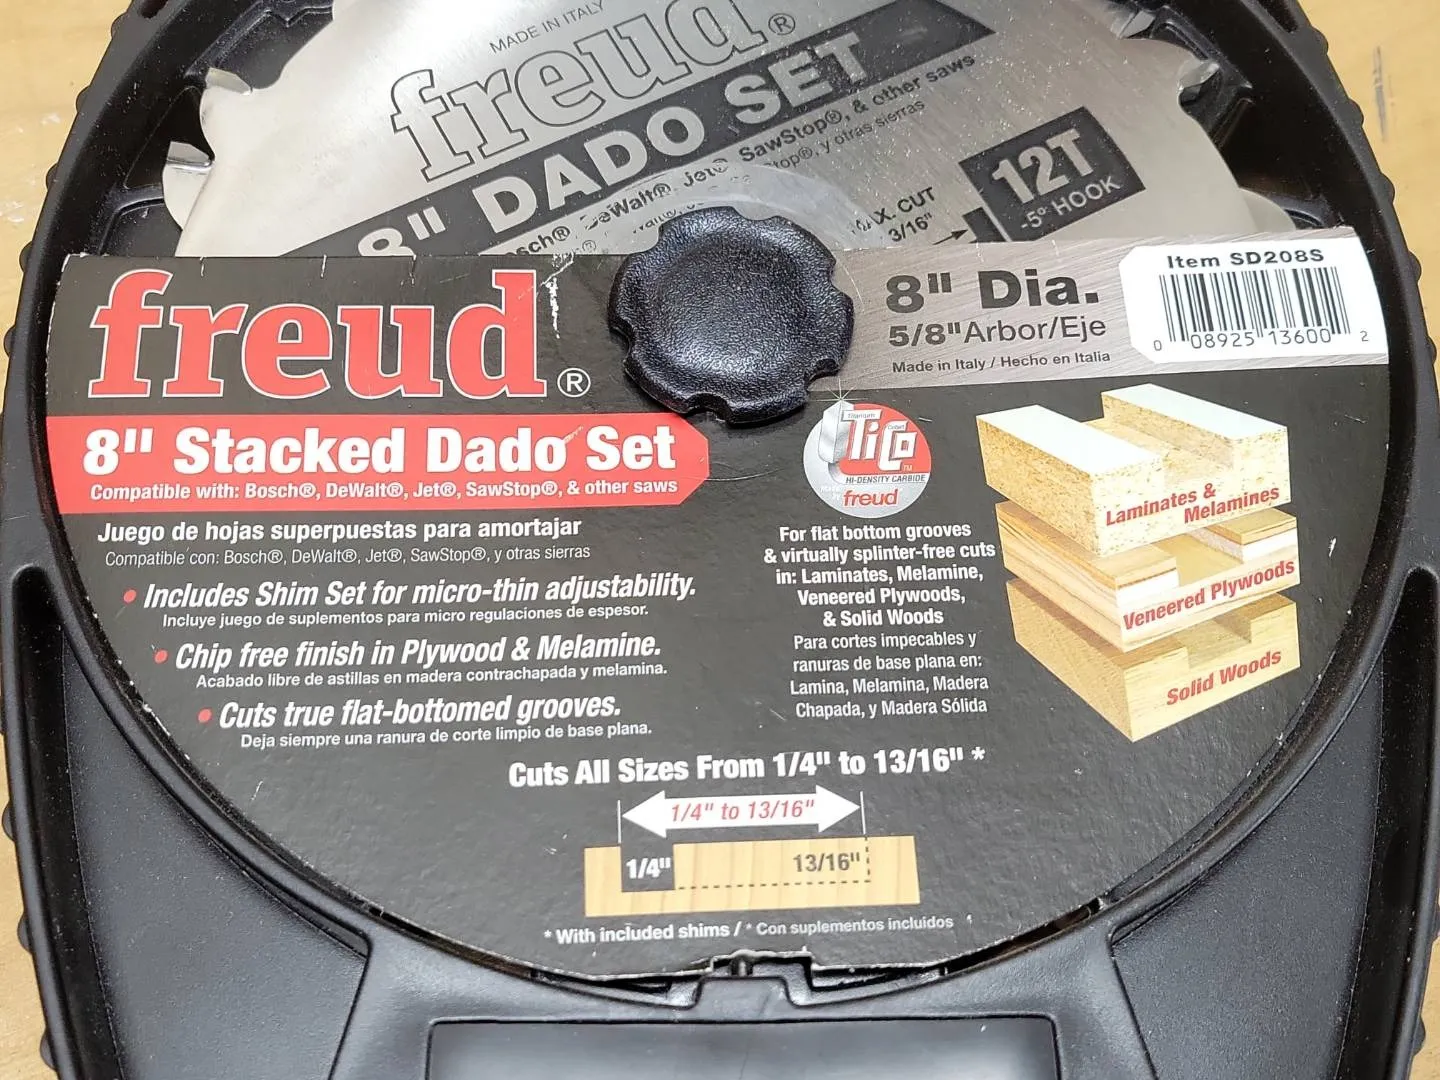 MADE IN ITALY
freud®
8" DADO SET
Bosch®, DeWalt®, Jet®, SawStop®, & other saws
top®, y otras sierras
MAX. CUT
3/16"
12T
-5° HOOK
freud®
8" Dia.
5/8" Arbor/Eje
Made in Italy / Hecho en Italia
Item SD208S
0 08925 13600 2
8" Stacked Dado Set
Compatible with: Bosch®, DeWalt®, Jet®, SawStop®, & other saws
Juego de hojas superpuestas para amortajar
Compatible con: Bosch®, DeWalt®, Jet®, SawStop®, y otras sierras
• Includes Shim Set for micro-thin adjustability.
Incluye juego de suplementos para micro regulaciones de espesor.
• Chip free finish in Plywood & Melamine.
Acabado libre de astillas en madera contrachapada y melamina.
• Cuts true flat-bottomed grooves.
Deja siempre una ranura de corte limpio de base plana.
Titanium
Cobalt
TiCo™
HI-DENSITY CARBIDE
Made by freud
For flat bottom grooves
& virtually splinter-free cuts
in: Laminates, Melamine,
Veneered Plywoods,
& Solid Woods
Para cortes impecables y
ranuras de base plana en:
Lamina, Melamina, Madera
Chapada, y Madera Sólida
Laminates &
Melamines
Veneered Plywoods
Solid Woods
Cuts All Sizes From 1/4" to 13/16" *
1/4" to 13/16"
1/4"
13/16"
* With included shims / * Con suplementos incluidos